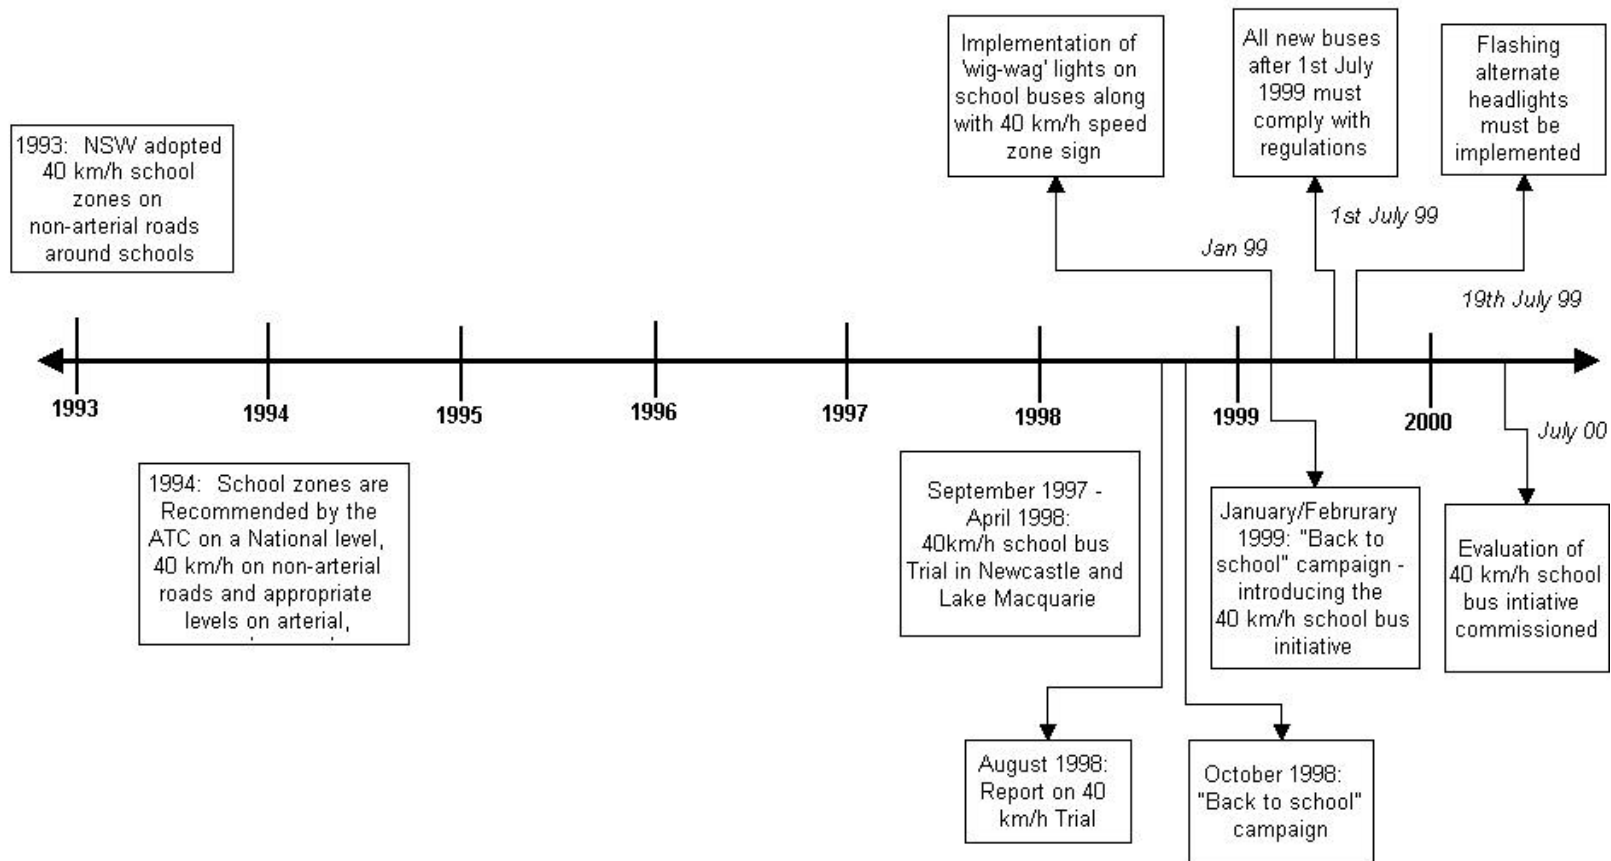 Implementation of
'wig-wag' lights on
school buses along
with 40 km/h speed
zone sign
All new buses
after 1st July
1999 must
comply with
regulations
Flashing
alternate
headlights
must be
implemented
1993: NSW adopted
40 km/h school
zones on
non-arterial roads
around schools
1st July 99
Jan 99
19th July 99
1993
1994
1995
1996
1997
1998
1999
2000
July 00
1994: School zones are
Recommended by the
ATC on a National level,
40 km/h on non-arterial
roads and appropriate
levels on arterial,
September 1997 -
April 1998:
40km/h school bus
Trial in Newcastle and
Lake Macquarie
January/Februrary
1999: "Back to
school" campaign -
introducing the
40 km/h school bus
initiative
Evaluation of
40 km/h school
bus intiative
commissioned
August 1998:
Report on 40
km/h Trial
October 1998:
"Back to school"
campaign